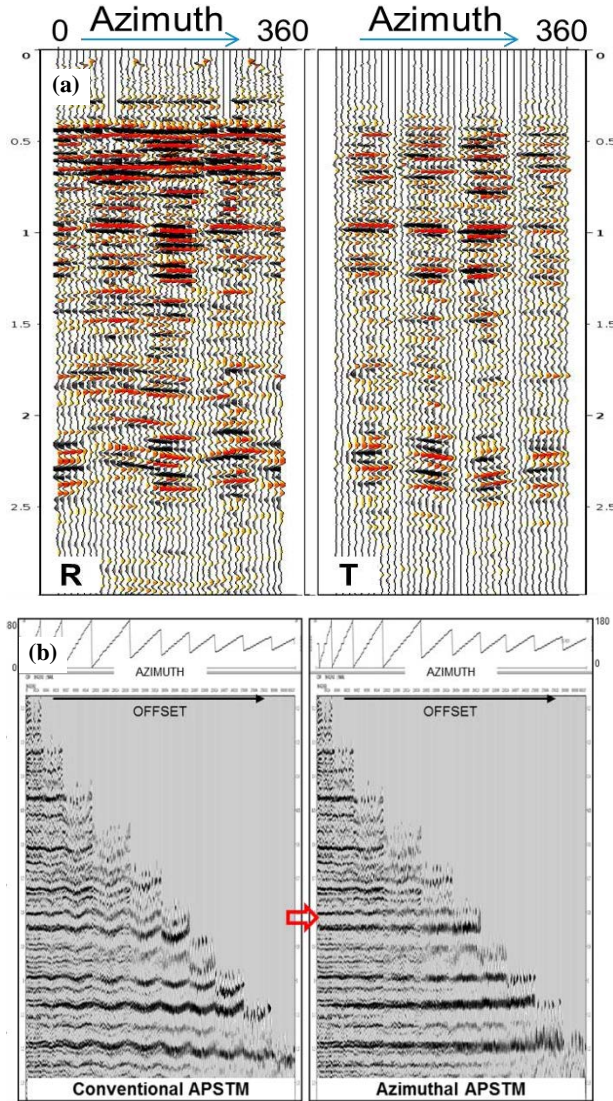 0 Azimuth 360 Azimuth 360
0 0
(a)
0.5 0.5
1 1
1.5 1.5
2 2
2.5 2.5
R T
80 180
(b)
0
AZIMUTH AZIMUTH
OFFSET OFFSET
Conventional APSTM Azimuthal APSTM